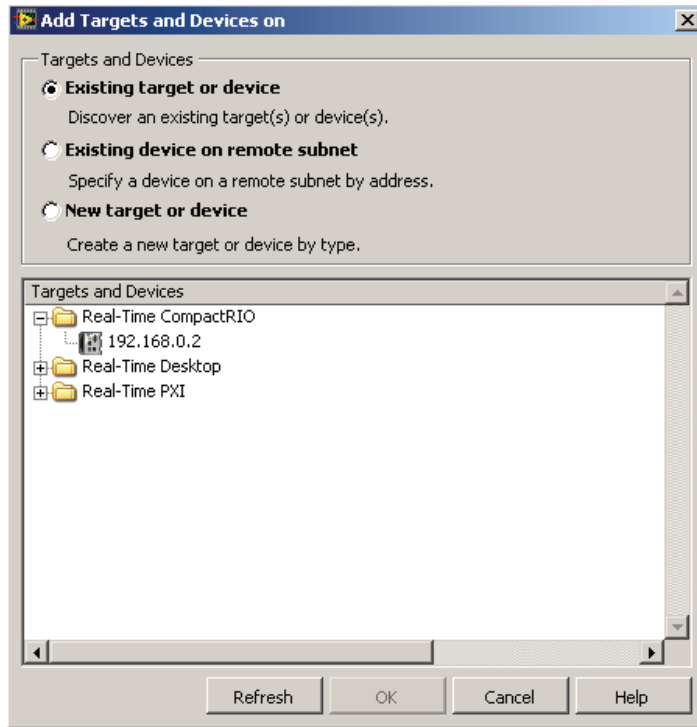 Add Targets and Devices on
Targets and Devices
Existing target or device
Discover an existing target(s) or device(s).
Existing device on remote subnet
Specify a device on a remote subnet by address.
New target or device
Create a new target or device by type.
Targets and Devices
Real-Time CompactRIO
192.168.0.2
Real-Time Desktop
Real-Time PXI
Refresh OK Cancel Help